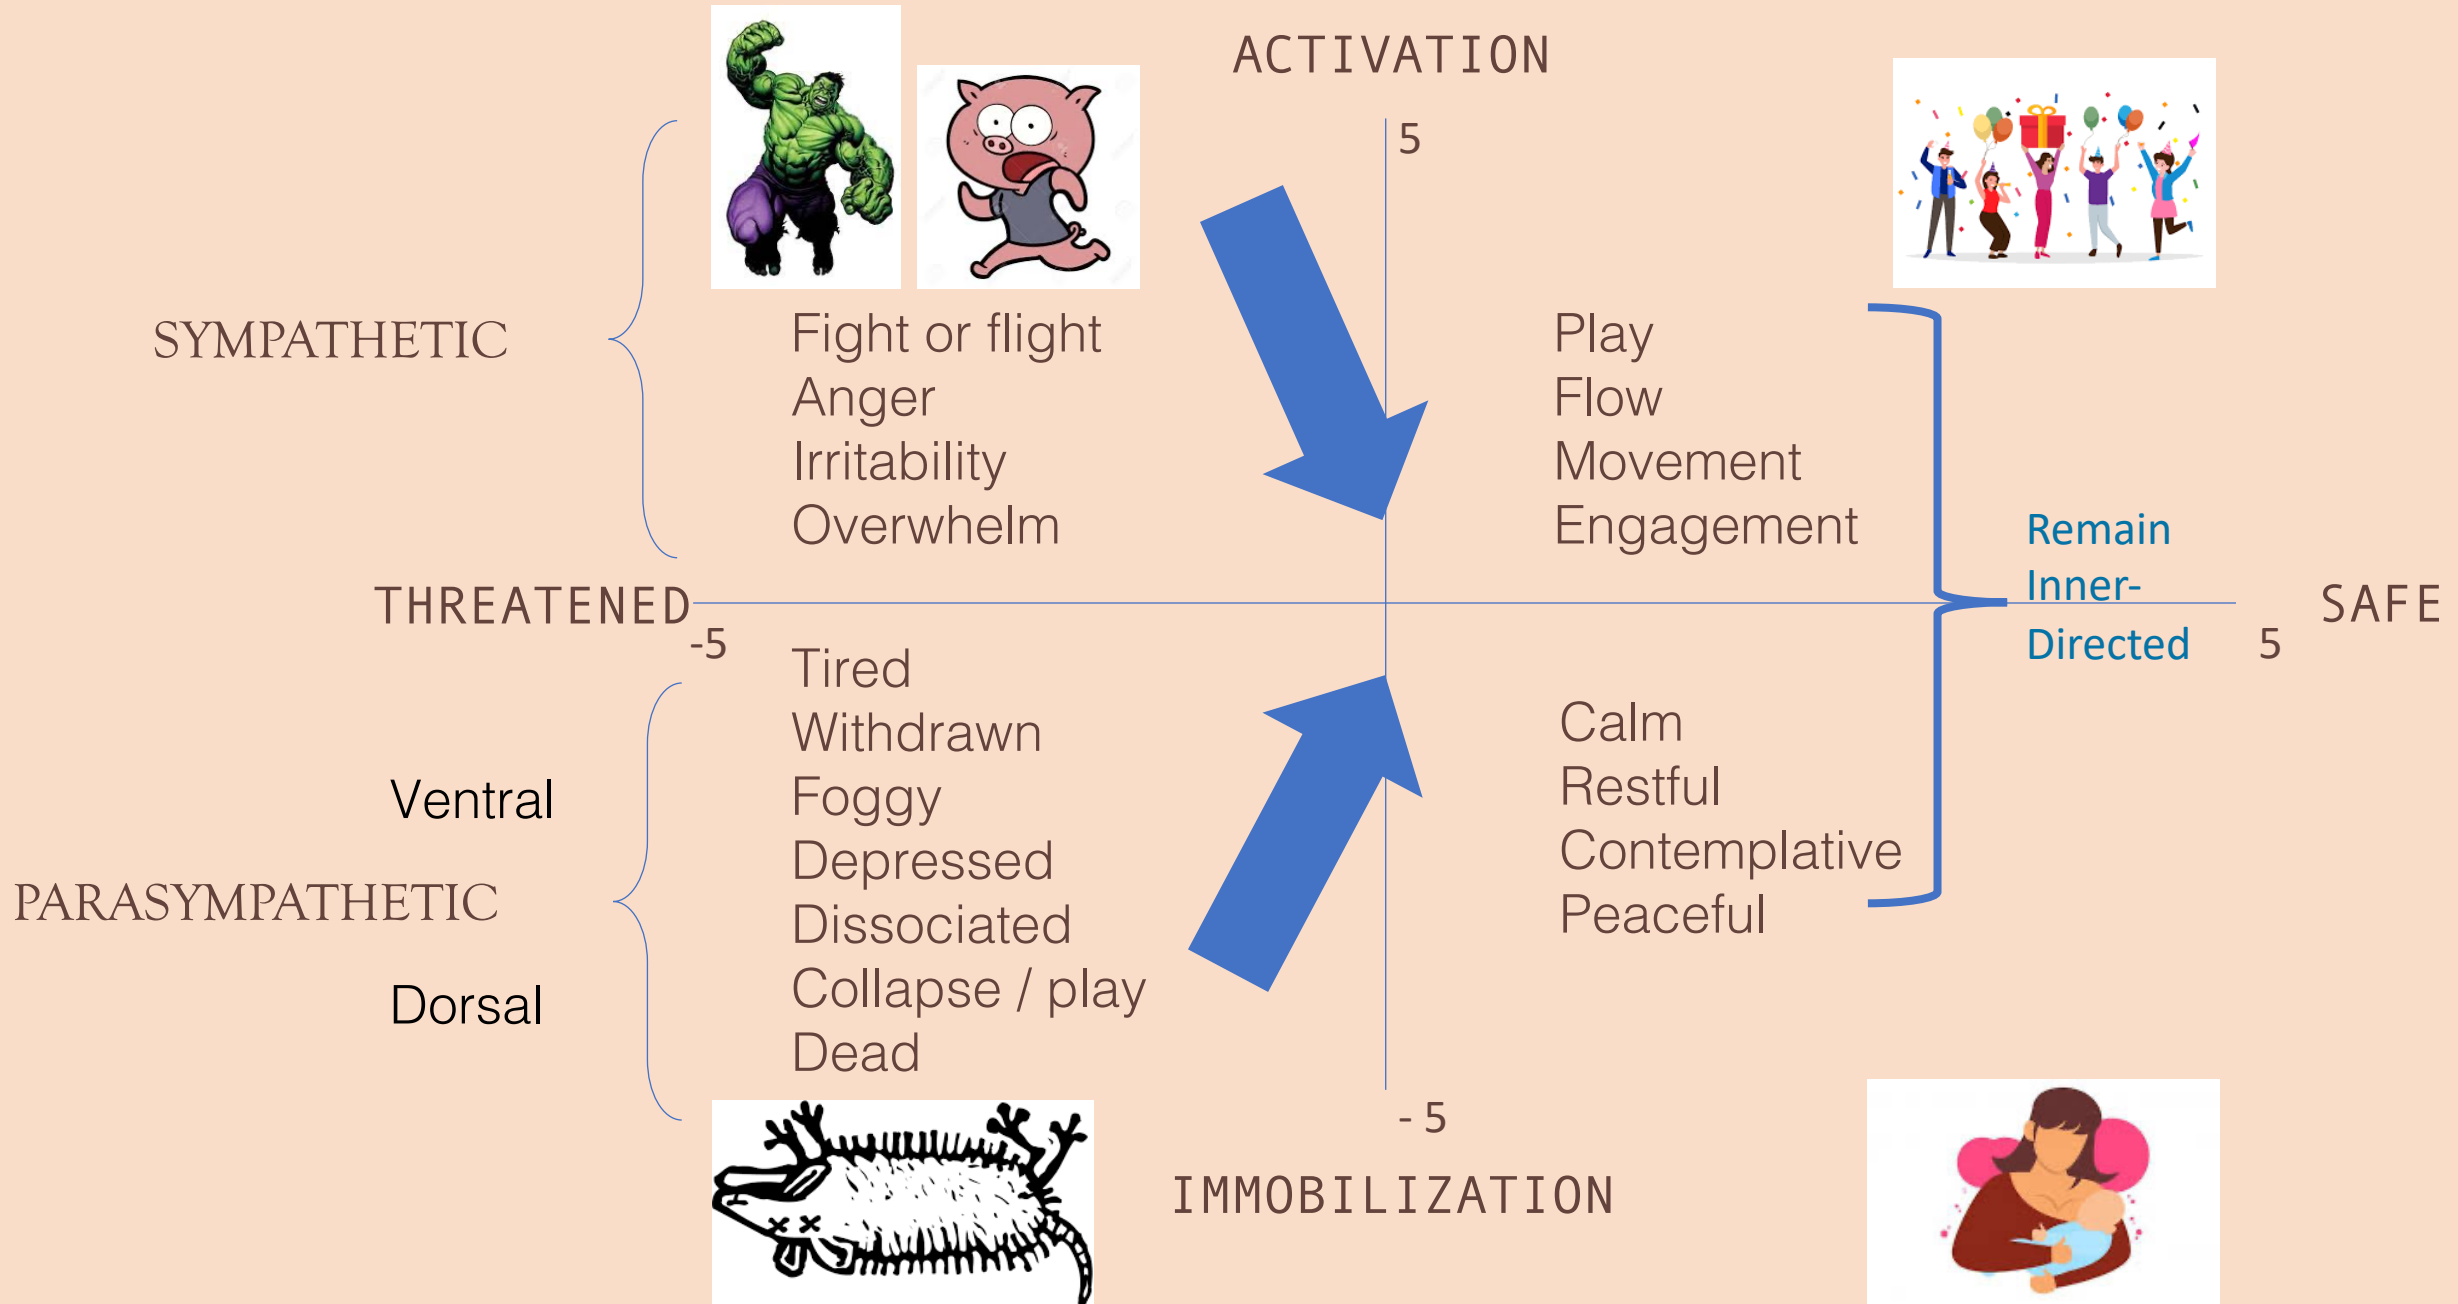 ACTIVATION
5
SYMPATHETIC
Fight or flight
Anger
Irritability
Overwhelm
Play
Flow
Movement
Engagement
Remain
Inner-
Directed
THREATENED
-5
SAFE
5
Ventral
PARASYMPATHETIC
Dorsal
Tired
Withdrawn
Foggy
Depressed
Dissociated
Collapse / play
Dead
Calm
Restful
Contemplative
Peaceful
- 5
IMMOBILIZATION